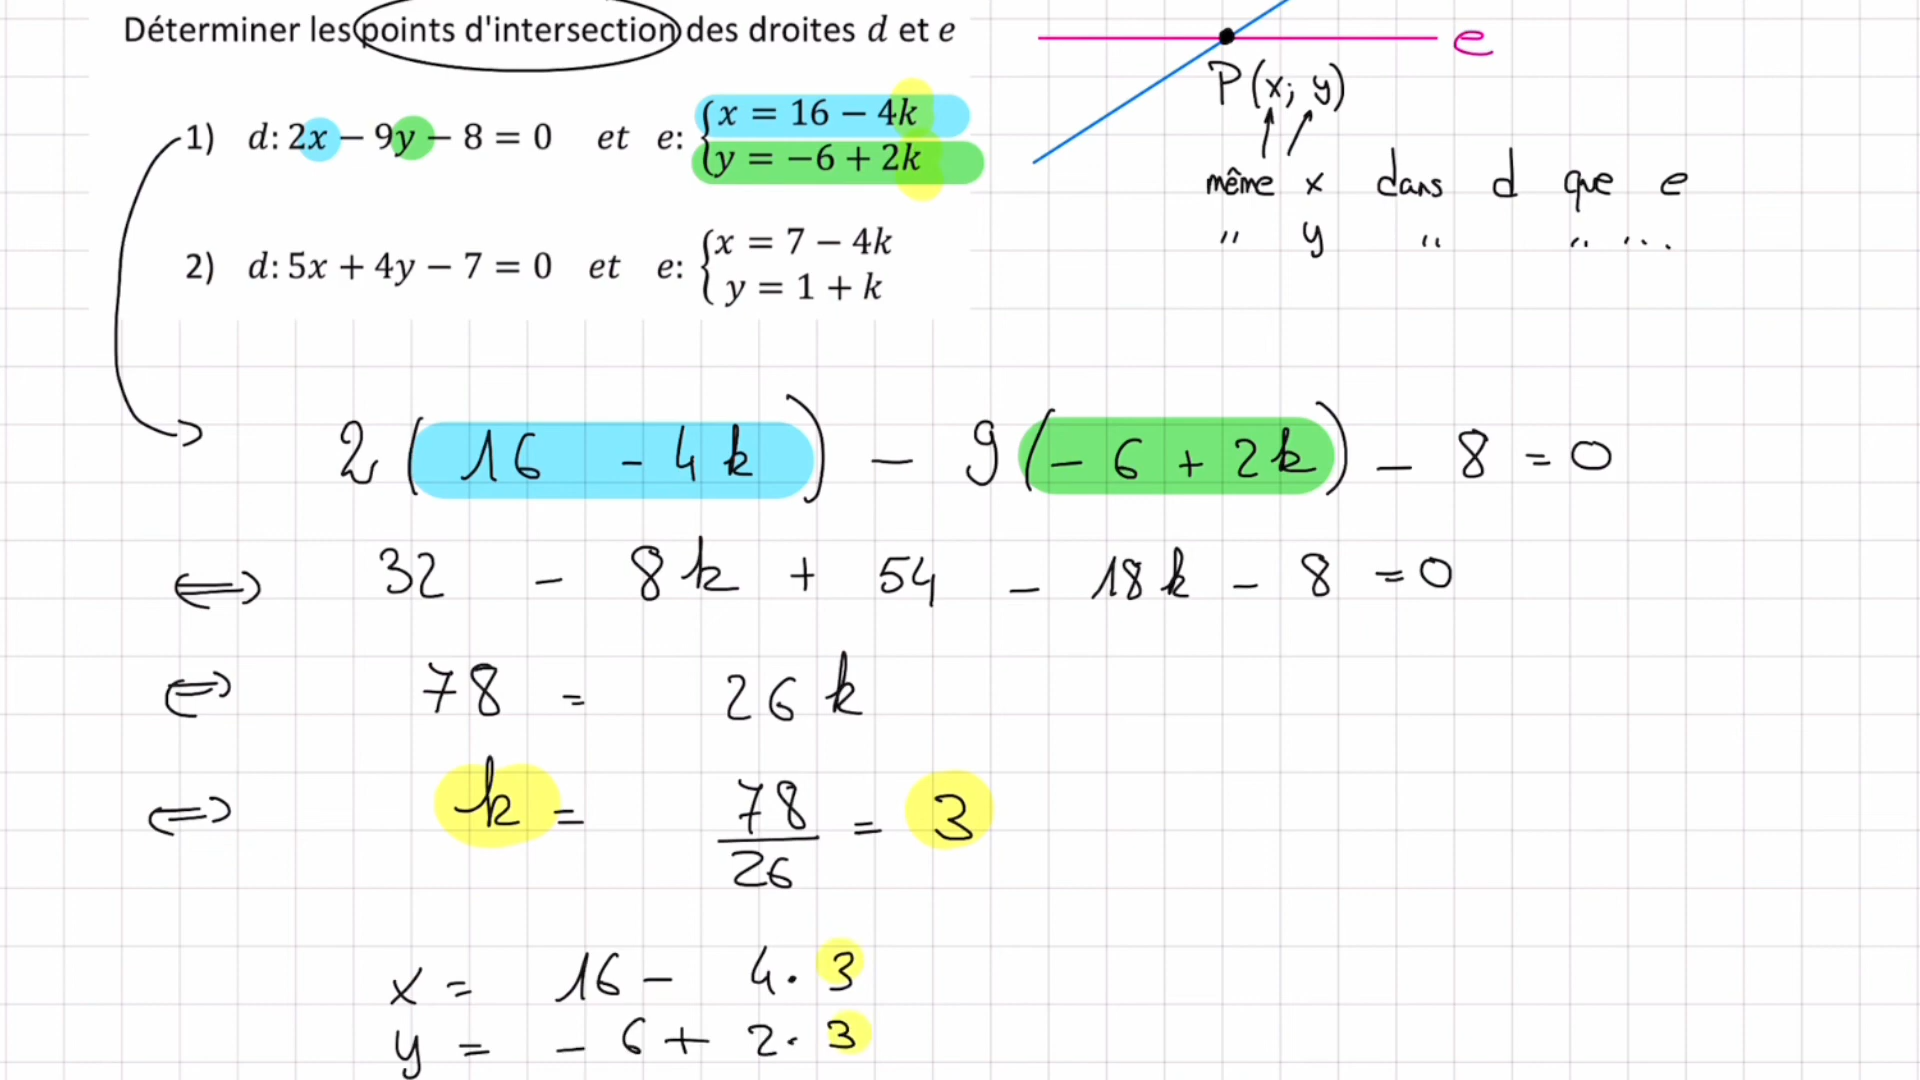 Déterminer les points d'intersection des droites d et e
1) d: 2x − 9y − 8 = 0 et e: {x = 16 − 4k
y = −6 + 2k
2) d: 5x + 4y − 7 = 0 et e: {x = 7 − 4k
y = 1 + k
e
P (x; y)
même x dans d que e
" y " " ...
2 (16 - 4k) - 9 (- 6 + 2k) - 8 = 0
⇔ 32 - 8k + 54 - 18k - 8 = 0
⇔ 78 = 26k
⇔ k = 78/26 = 3
x = 16 - 4·3
y = - 6 + 2·3